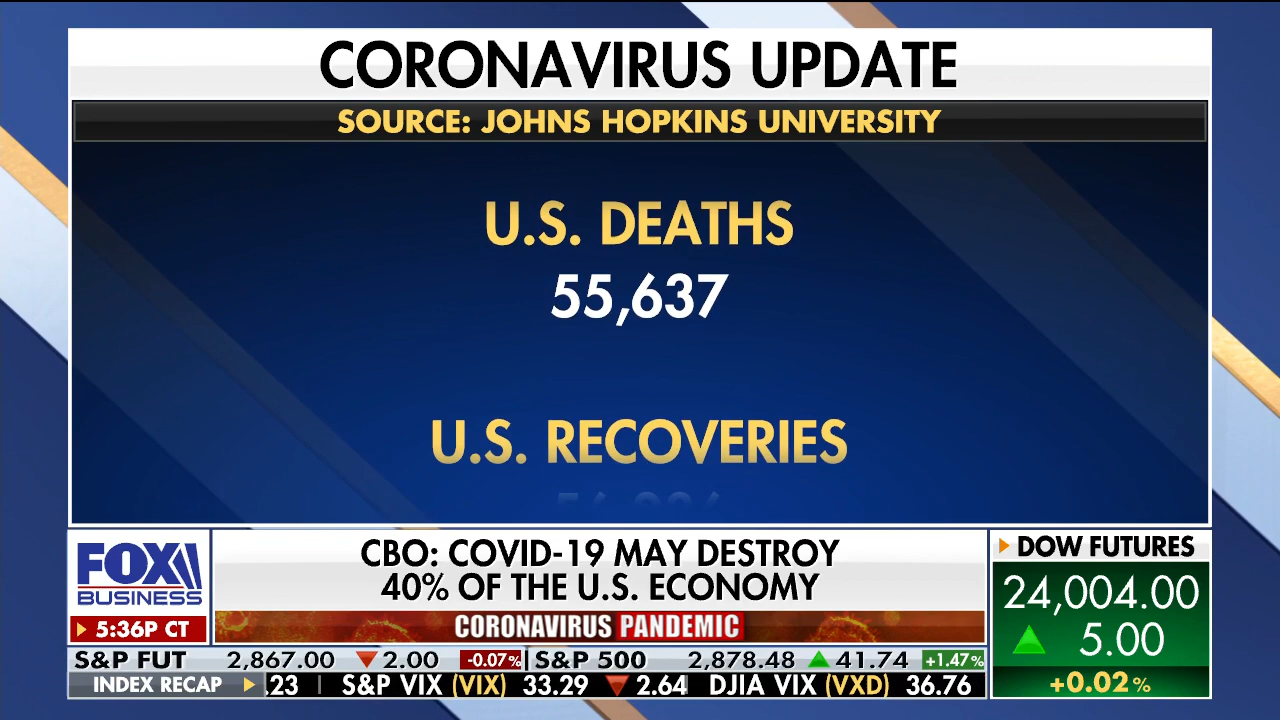 CORONAVIRUS UPDATE
SOURCE: JOHNS HOPKINS UNIVERSITY
U.S. DEATHS
55,637
U.S. RECOVERIES
FOX
BUSINESS
5:36P CT
CBO: COVID-19 MAY DESTROY
40% OF THE U.S. ECONOMY
CORONAVIRUS PANDEMIC
DOW FUTURES
24,004.00
5.00
+0.02%
S&P FUT 2,867.00 2.00 -0.07% S&P 500 2,878.48 41.74 +1.47%
INDEX RECAP .23 S&P VIX (VIX) 33.29 2.64 DJIA VIX (VXD) 36.76